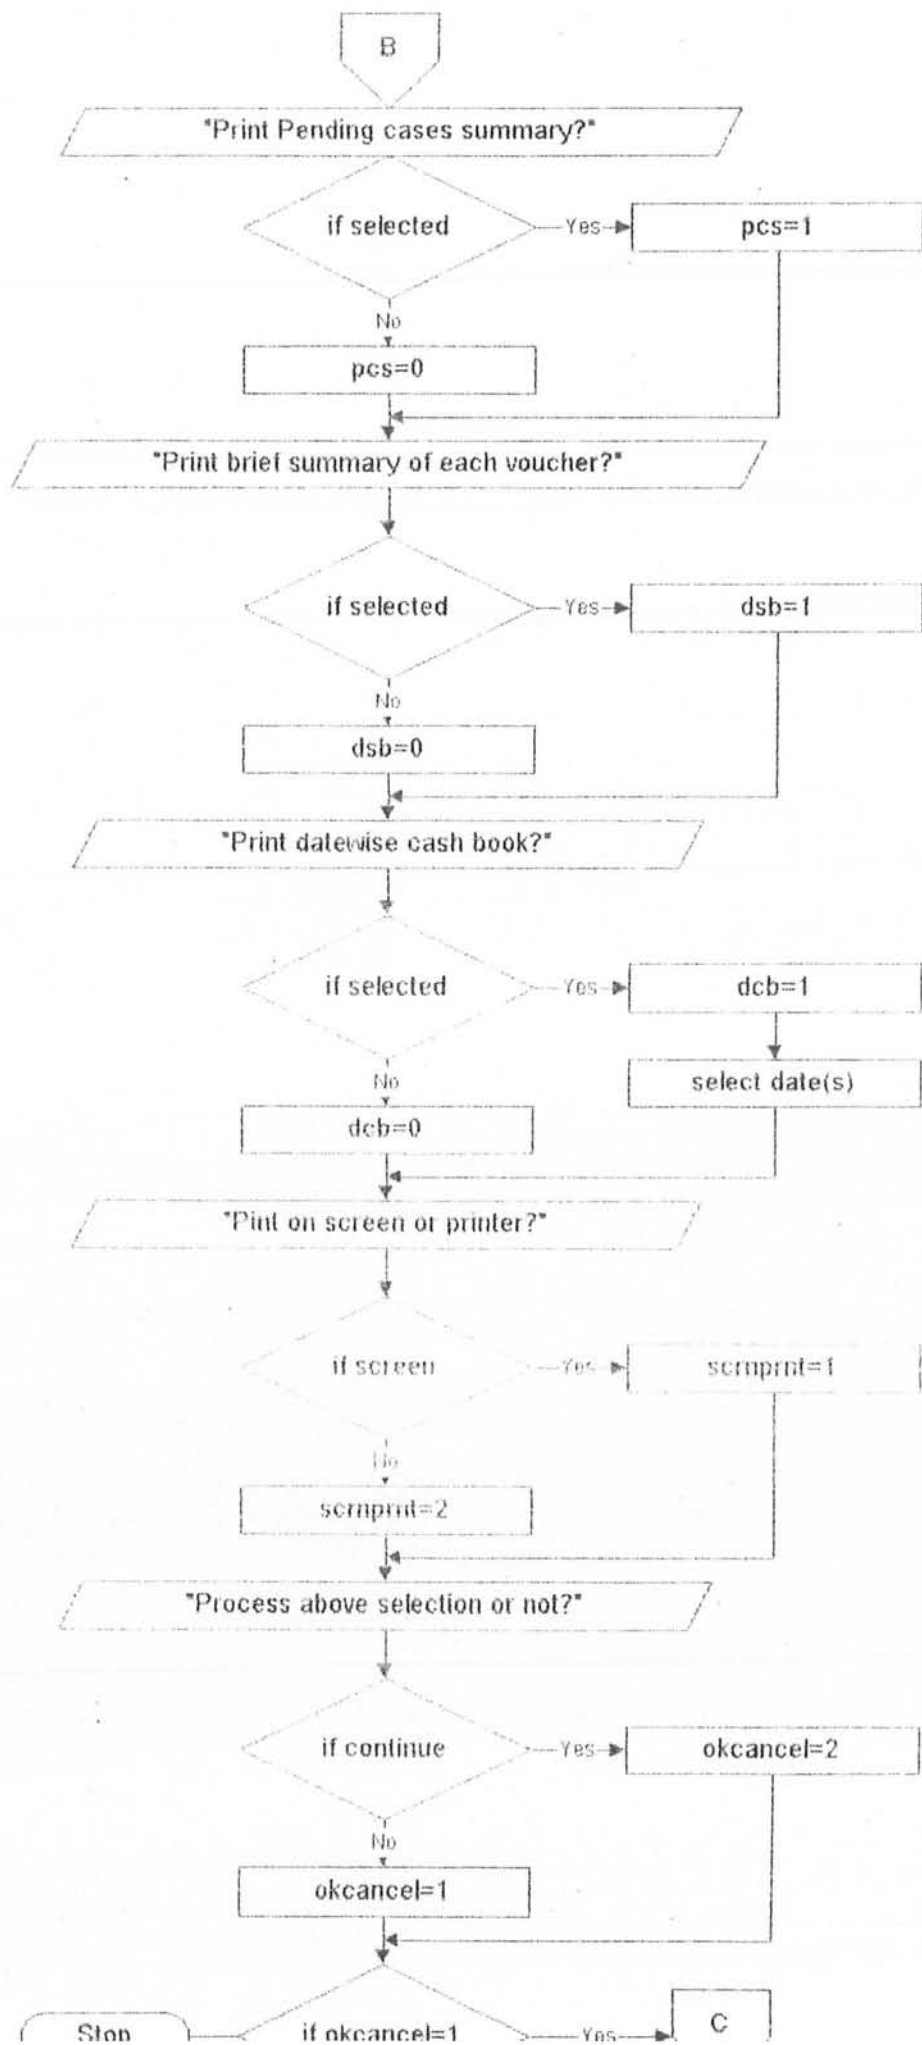 B
"Print Pending cases summary?"
if selected
Yes
pcs=1
No
pcs=0
"Print brief summary of each voucher?"
if selected
Yes
dsb=1
No
dsb=0
"Print datewise cash book?"
if selected
Yes
dcb=1
No
select date(s)
dcb=0
"Pint on screen or printer?"
if screen
Yes
scrnprnt=1
No
scrnprnt=2
"Process above selection or not?"
if continue
Yes
okcancel=2
No
okcancel=1
Stop
if okcancel=1
Yes
C